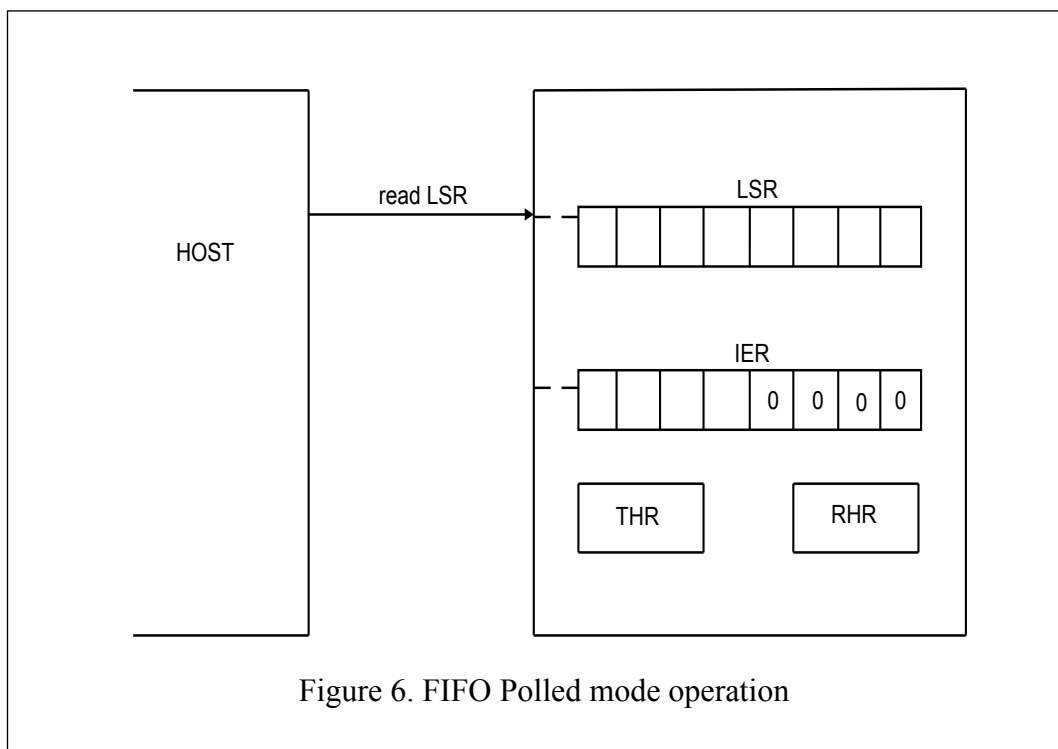 read LSR
LSR
HOST
IER
0 0 0 0
THR
RHR
Figure 6. FIFO Polled mode operation